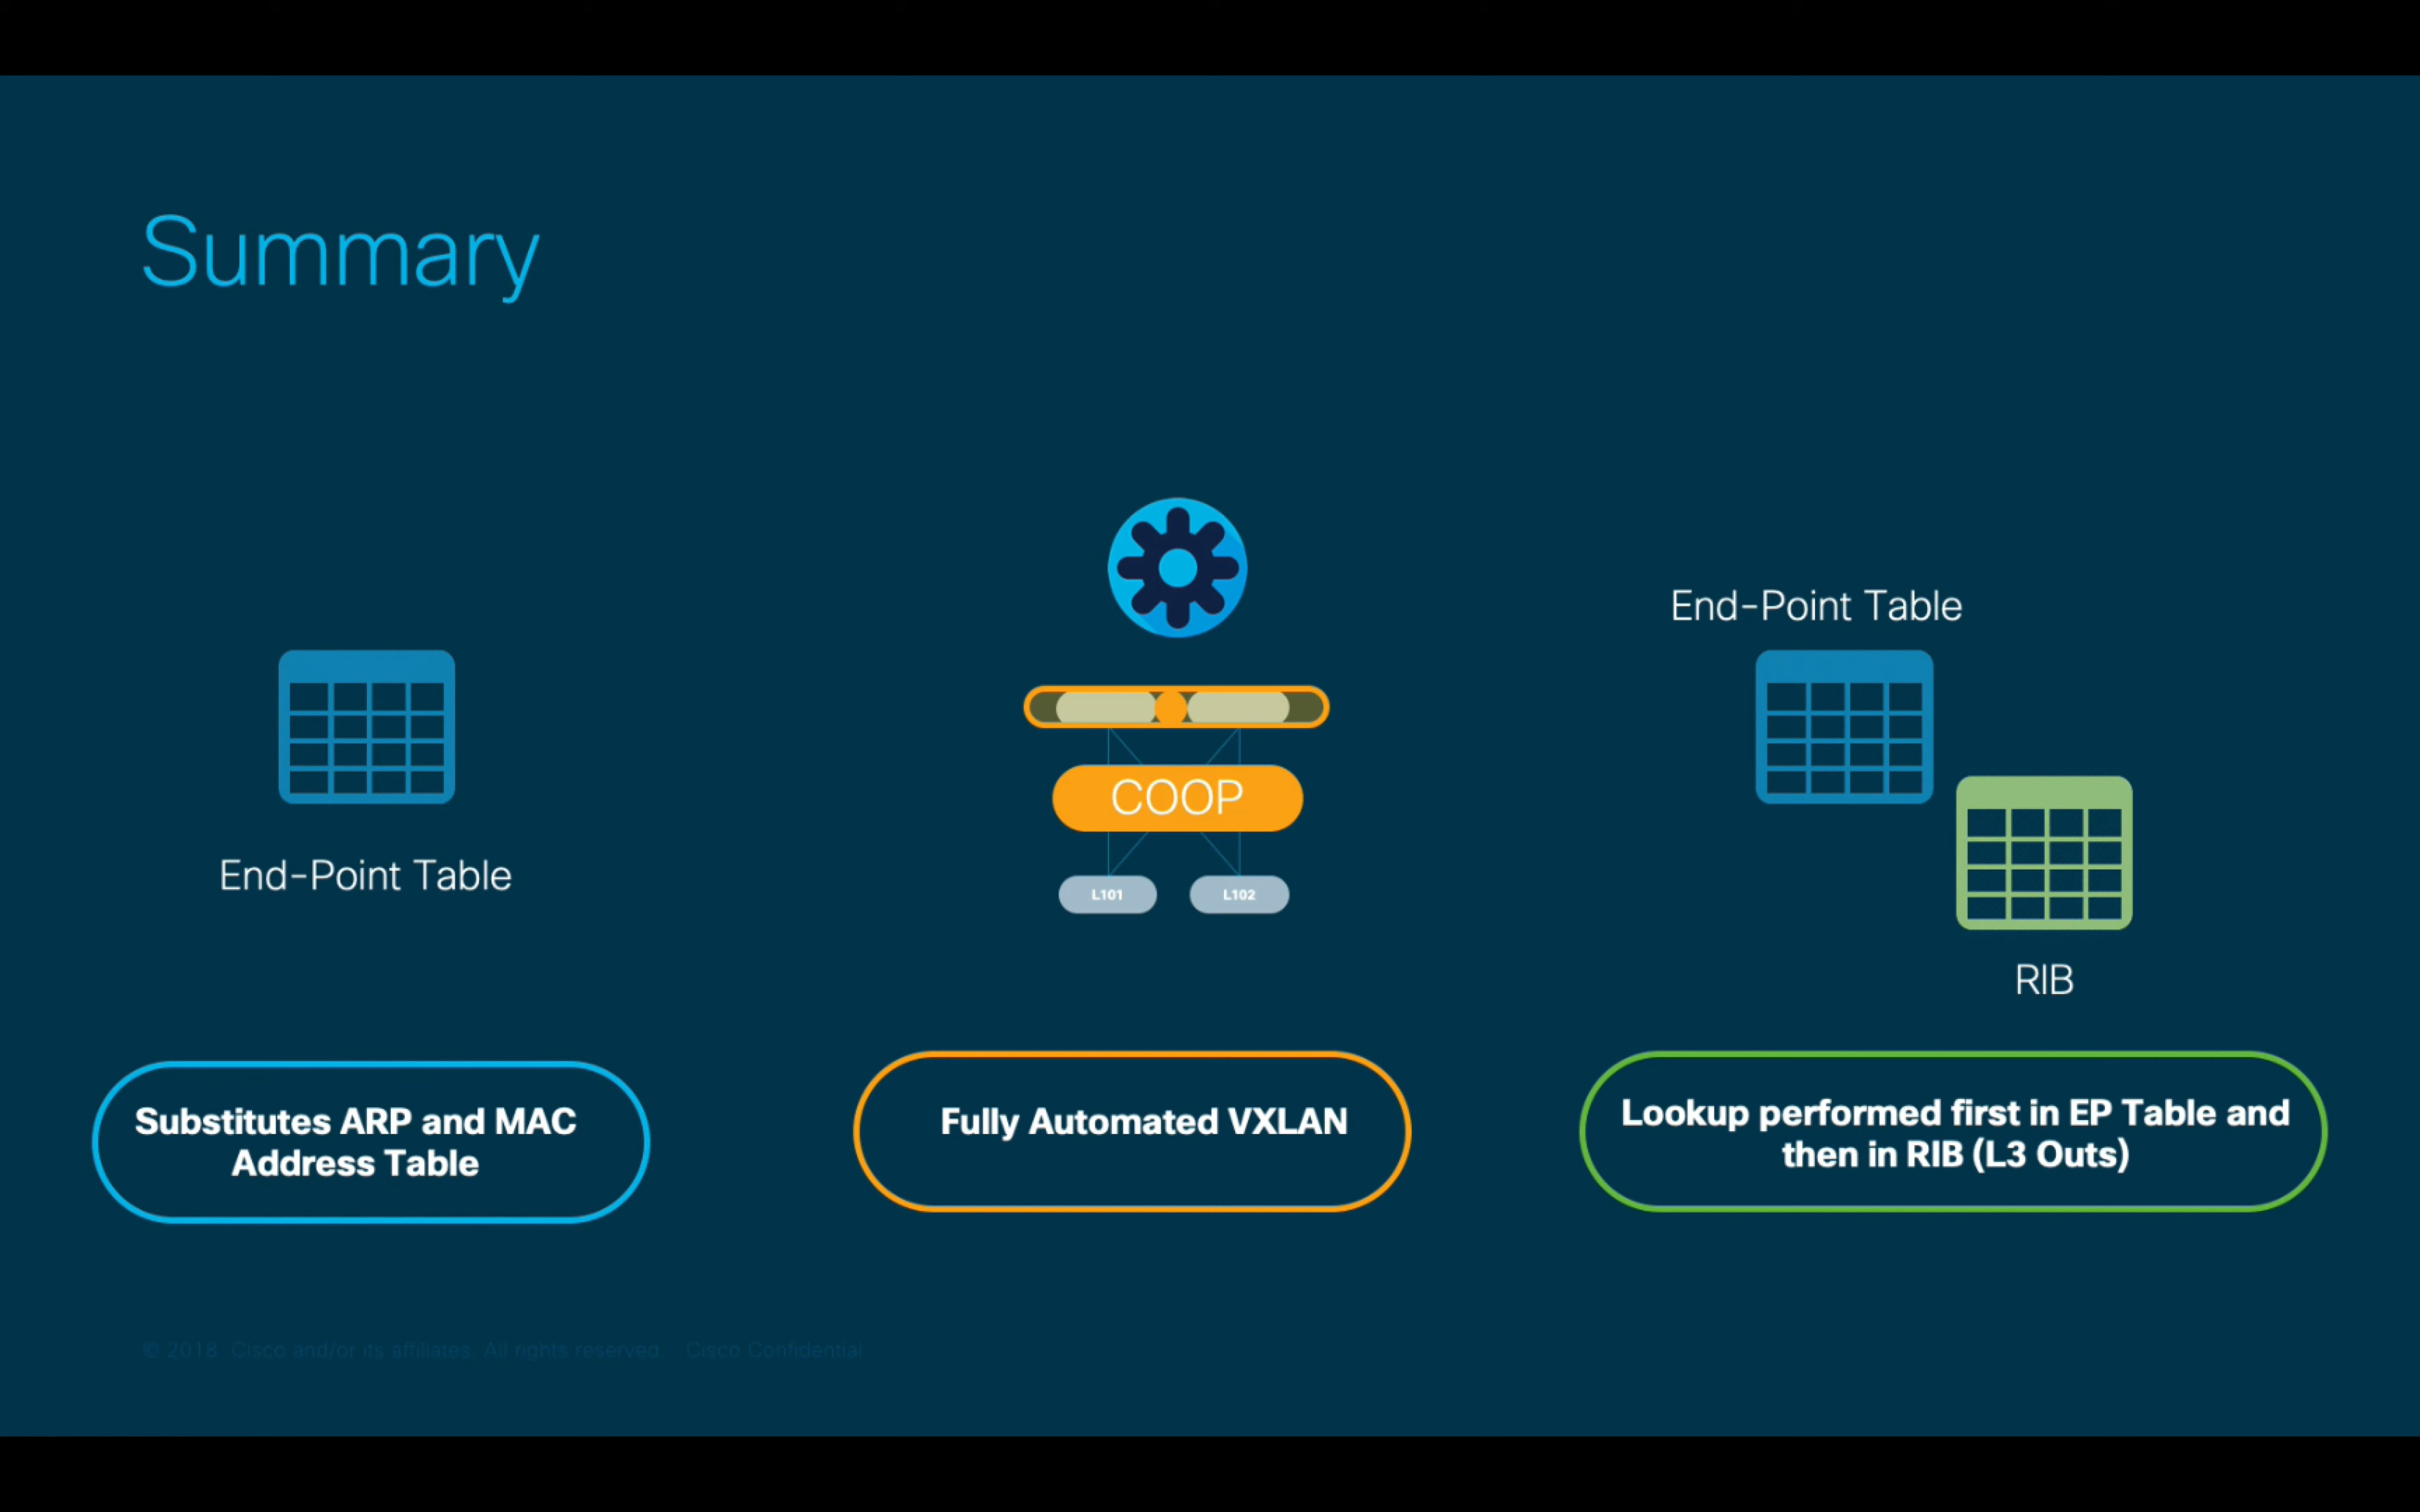 Summary
End-Point Table
Substitutes ARP and MAC
Address Table
COOP
L101
L102
Fully Automated VXLAN
End-Point Table
RIB
Lookup performed first in EP Table and
then in RIB (L3 Outs)
© 2018 Cisco and/or its affiliates. All rights reserved. Cisco Confidential